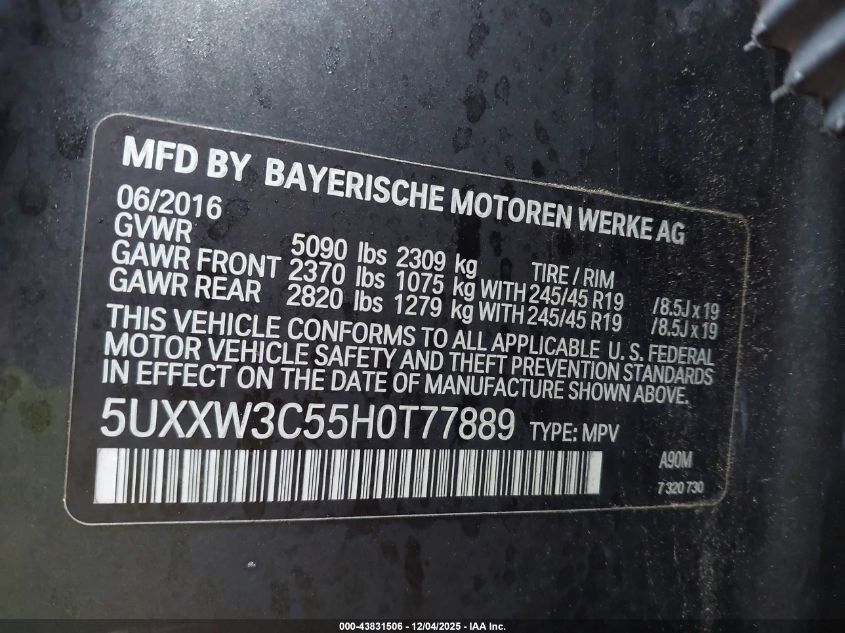 MFD BY BAYERISCHE MOTOREN WERKE AG
06/2016
GVWR 5090 lbs 2309 kg TIRE / RIM
GAWR FRONT 2370 lbs 1075 kg WITH 245/45 R19 /8.5J x 19
GAWR REAR 2820 lbs 1279 kg WITH 245/45 R19 /8.5J x 19
THIS VEHICLE CONFORMS TO ALL APPLICABLE U. S. FEDERAL
MOTOR VEHICLE SAFETY AND THEFT PREVENTION STANDARDS
IN EFFECT ON THE DATE OF MANUFACTURE SHOWN ABOVE.
5UXXW3C55H0T77889 TYPE: MPV
A90M
7 320 730
000-43831506 - 12/04/2025 - IAA Inc.